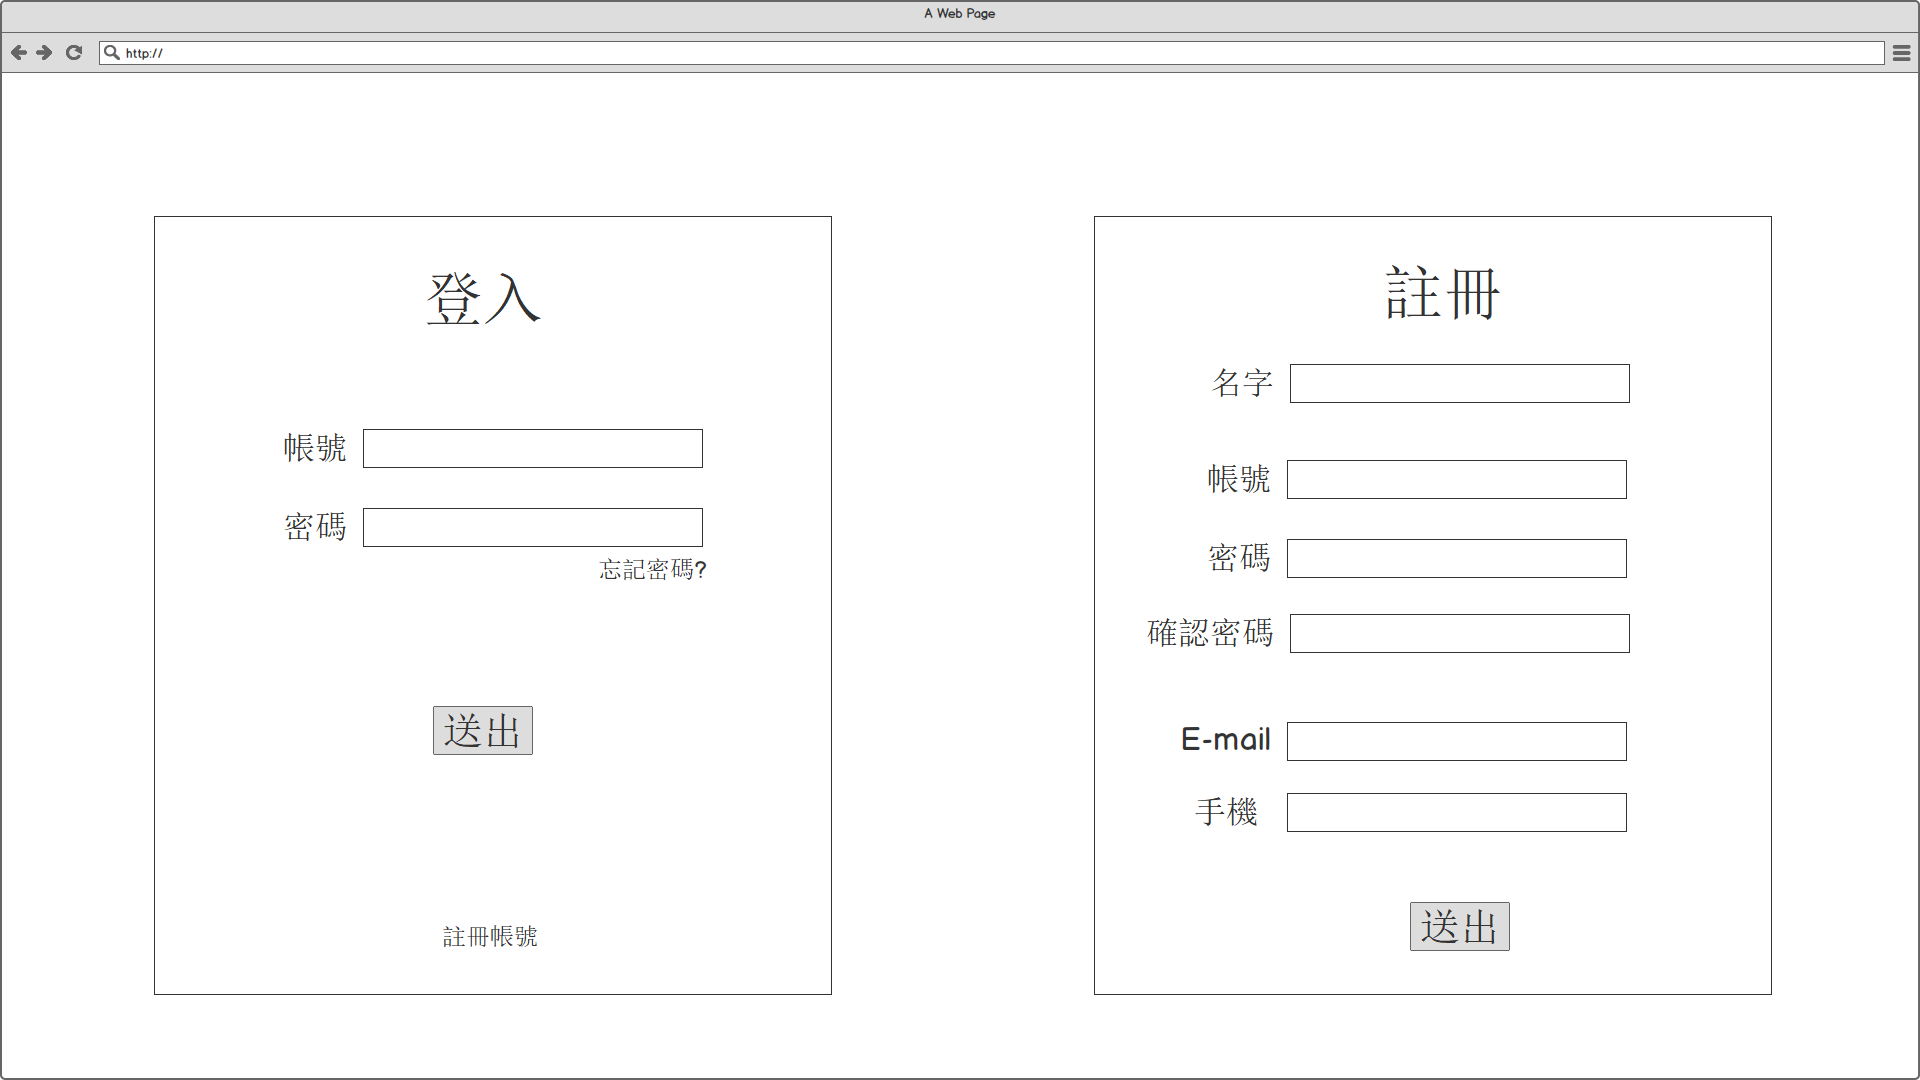 A Web Page
http://
登入
帳號
密碼
忘記密碼?
送出
註冊帳號
註冊
名字
帳號
密碼
確認密碼
E-mail
手機
送出